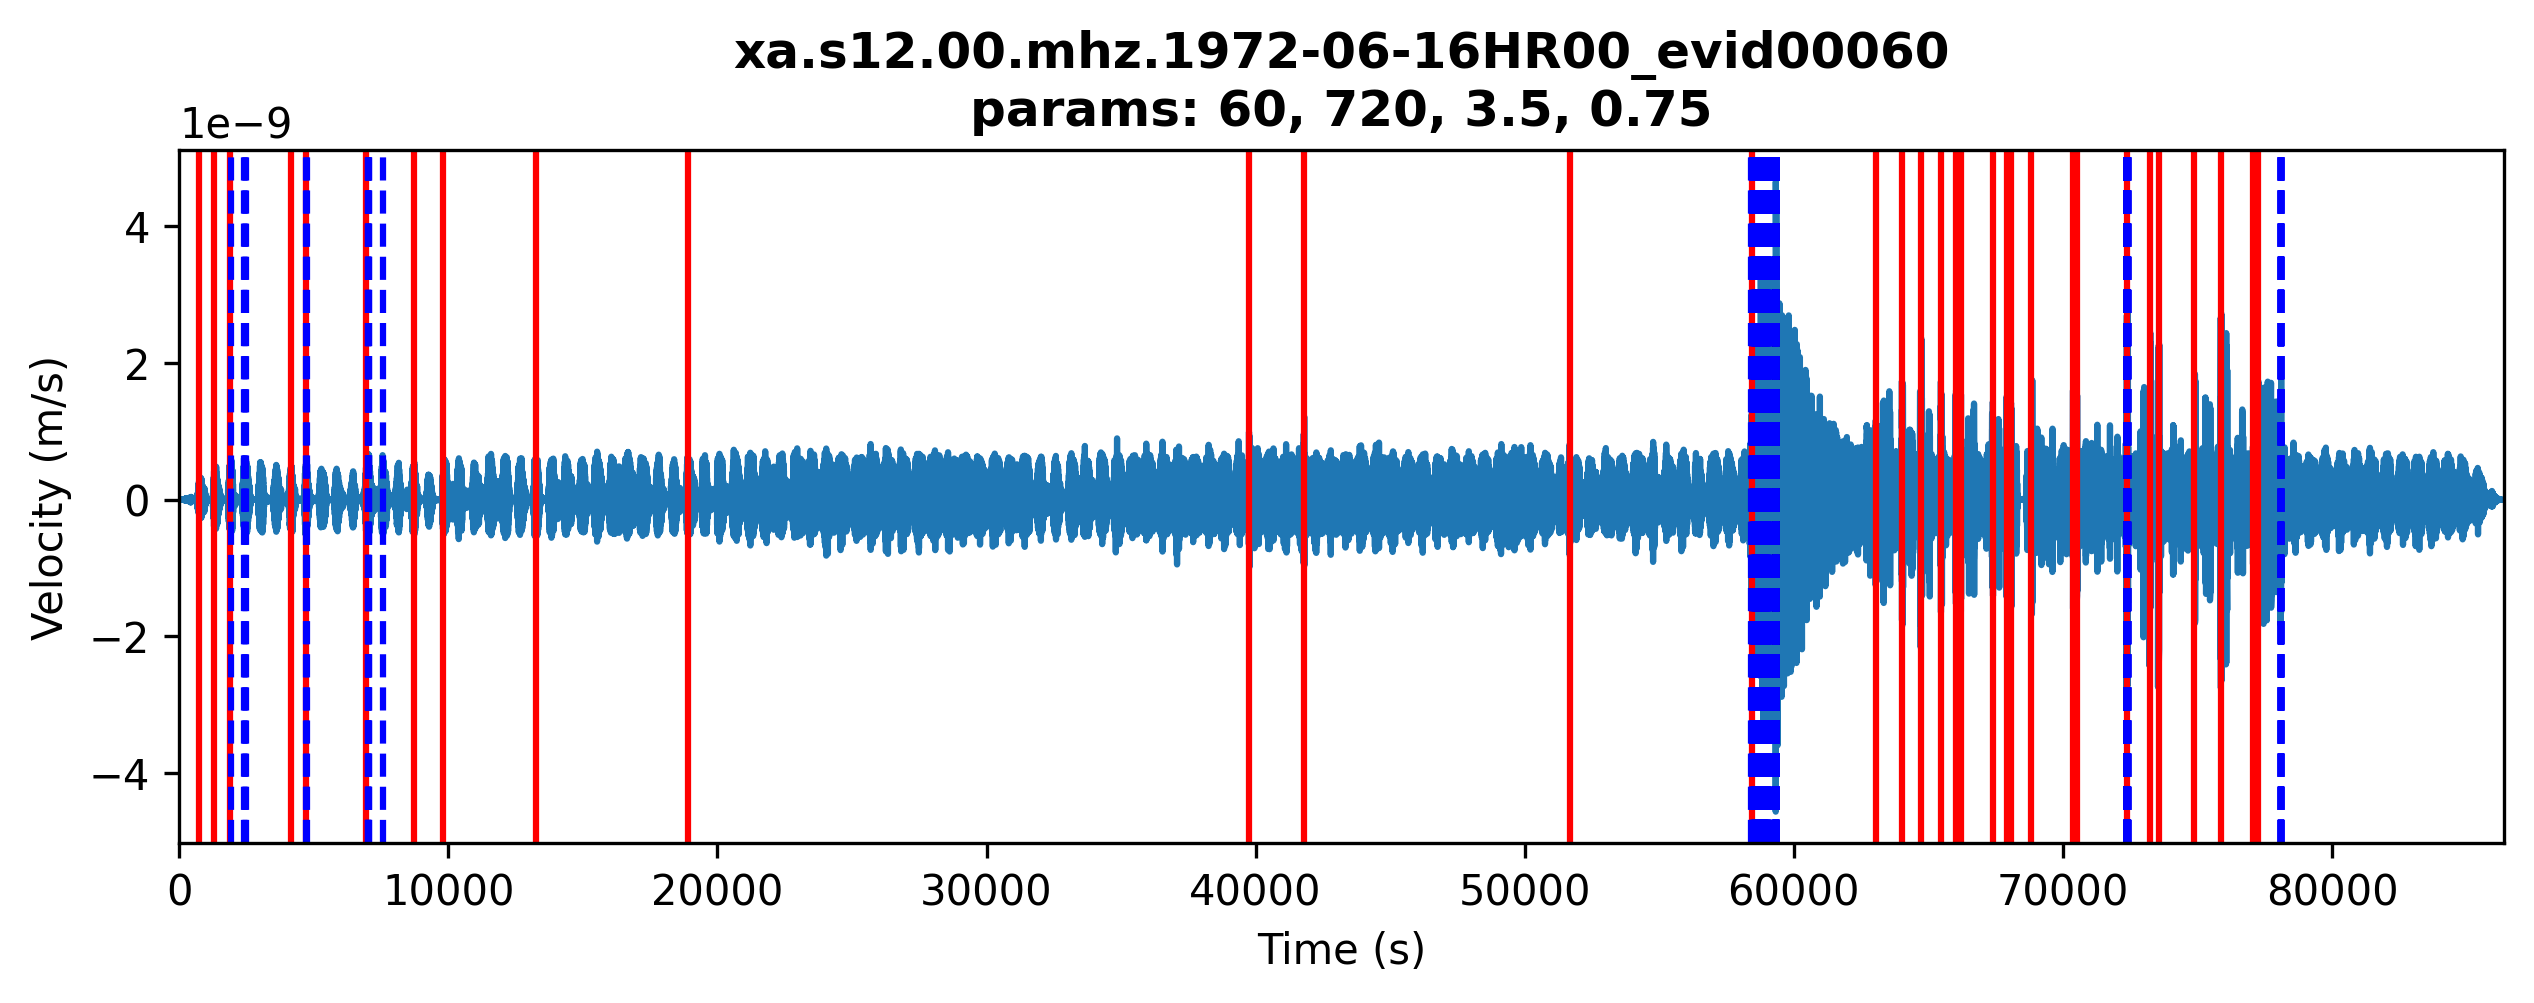 xa.s12.00.mhz.1972-06-16HR00_evid00060
params: 60, 720, 3.5, 0.75
1e−9
4
2
0
−2
−4
Velocity (m/s)
0 10000 20000 30000 40000 50000 60000 70000 80000
Time (s)